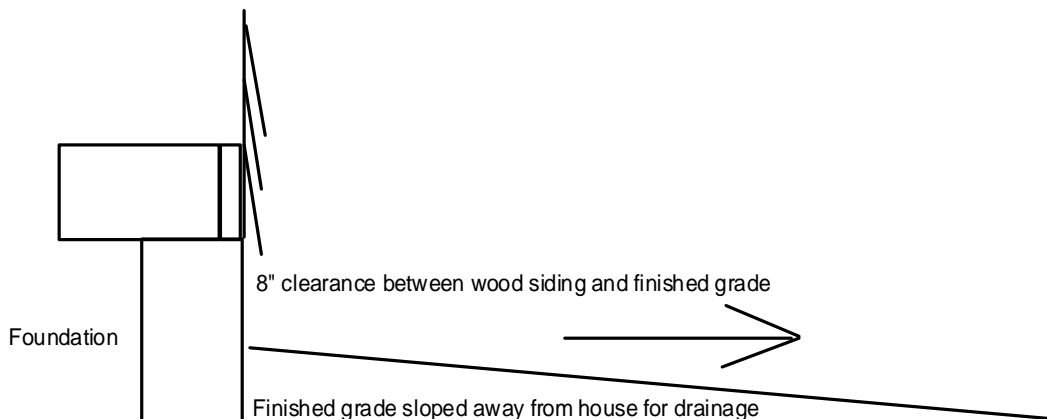 8" clearance between wood siding and finished grade
Foundation
Finished grade sloped away from house for drainage